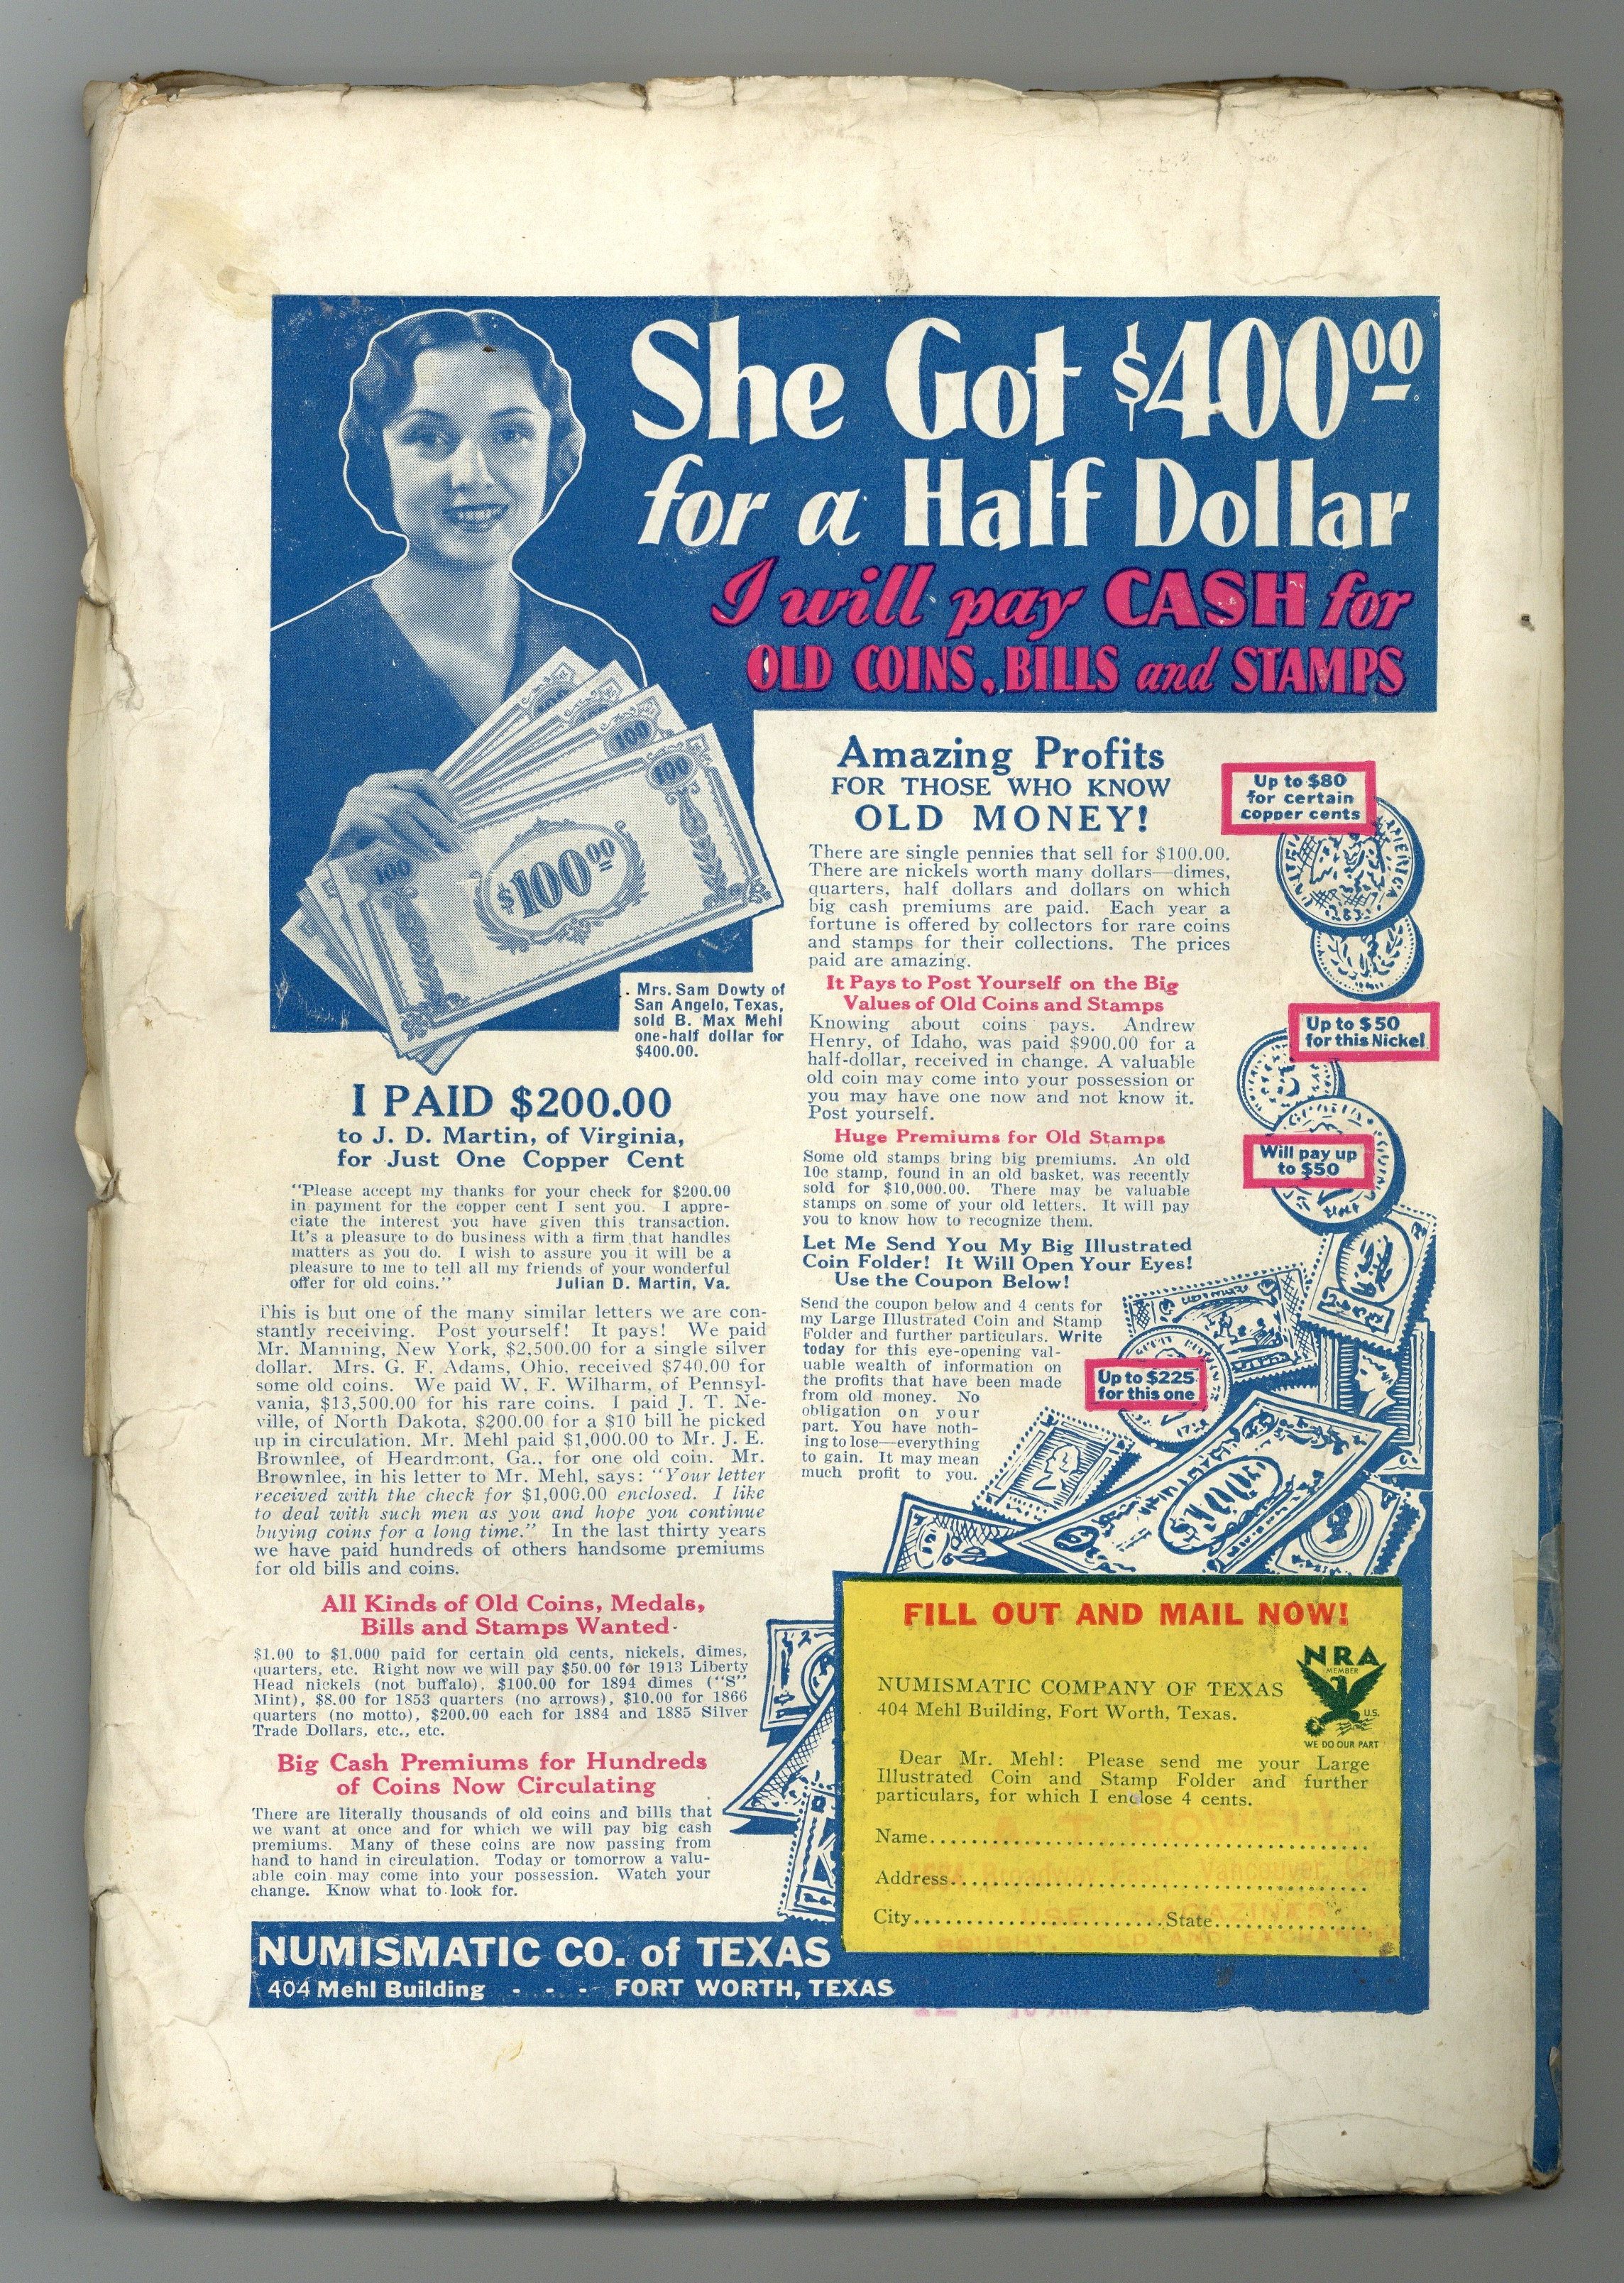 She Got $400.00
for a Half Dollar
I will pay CASH for
OLD COINS, BILLS and STAMPS
100
100
100
100
100
$100.00
Mrs. Sam Dowty of
San Angelo, Texas,
sold B. Max Mehl
one-half dollar for
$400.00.
I PAID $200.00
to J. D. Martin, of Virginia,
for Just One Copper Cent
"Please accept my thanks for your check for $200.00
in payment for the copper cent I sent you. I appre-
ciate the interest you have given this transaction.
It's a pleasure to do business with a firm that handles
matters as you do. I wish to assure you it will be a
pleasure to me to tell all my friends of your wonderful
offer for old coins." Julian D. Martin, Va.
This is but one of the many similar letters we are con-
stantly receiving. Post yourself! It pays! We paid
Mr. Manning, New York, $2,500.00 for a single silver
dollar. Mrs. G. F. Adams, Ohio, received $740.00 for
some old coins. We paid W. F. Wilharm, of Pennsyl-
vania, $13,500.00 for his rare coins. I paid J. T. Ne-
ville, of North Dakota, $200.00 for a $10 bill he picked
up in circulation. Mr. Mehl paid $1,000.00 to Mr. J. E.
Brownlee, of Heardmont, Ga., for one old coin. Mr.
Brownlee, in his letter to Mr. Mehl, says: "Your letter
received with the check for $1,000.00 enclosed. I like
to deal with such men as you and hope you continue
buying coins for a long time." In the last thirty years
we have paid hundreds of others handsome premiums
for old bills and coins.
All Kinds of Old Coins, Medals,
Bills and Stamps Wanted
$1.00 to $1,000 paid for certain old cents, nickels, dimes,
quarters, etc. Right now we will pay $50.00 for 1913 Liberty
Head nickels (not buffalo), $100.00 for 1894 dimes ("S"
Mint), $8.00 for 1853 quarters (no arrows), $10.00 for 1866
quarters (no motto), $200.00 each for 1884 and 1885 Silver
Trade Dollars, etc., etc.
Big Cash Premiums for Hundreds
of Coins Now Circulating
There are literally thousands of old coins and bills that
we want at once and for which we will pay big cash
premiums. Many of these coins are now passing from
hand to hand in circulation. Today or tomorrow a valu-
able coin may come into your possession. Watch your
change. Know what to look for.
Amazing Profits
FOR THOSE WHO KNOW
OLD MONEY!
There are single pennies that sell for $100.00.
There are nickels worth many dollars—dimes,
quarters, half dollars and dollars on which
big cash premiums are paid. Each year a
fortune is offered by collectors for rare coins
and stamps for their collections. The prices
paid are amazing.
It Pays to Post Yourself on the Big
Values of Old Coins and Stamps
Knowing about coins pays. Andrew
Henry, of Idaho, was paid $900.00 for a
half-dollar, received in change. A valuable
old coin may come into your possession or
you may have one now and not know it.
Post yourself.
Huge Premiums for Old Stamps
Some old stamps bring big premiums. An old
10c stamp, found in an old basket, was recently
sold for $10,000.00. There may be valuable
stamps on some of your old letters. It will pay
you to know how to recognize them.
Let Me Send You My Big Illustrated
Coin Folder! It Will Open Your Eyes!
Use the Coupon Below!
Send the coupon below and 4 cents for
my Large Illustrated Coin and Stamp
Folder and further particulars. Write
today for this eye-opening val-
uable wealth of information on
the profits that have been made
from old money. No
obligation on your
part. You have noth-
ing to lose—everything
to gain. It may mean
much profit to you.
Up to $80
for certain
copper cents
AMERICA
Up to $50
for this Nickel
Will pay up
to $50
Up to $225
for this one
FILL OUT AND MAIL NOW!
NRA
MEMBER
U.S.
WE DO OUR PART
NUMISMATIC COMPANY OF TEXAS
404 Mehl Building, Fort Worth, Texas.
Dear Mr. Mehl: Please send me your Large
Illustrated Coin and Stamp Folder and further
particulars, for which I enclose 4 cents.
Name
Address
City State
USED MAGAZINES
BOUGHT, SOLD AND EXCHANGED
NUMISMATIC CO. of TEXAS
404 Mehl Building - - - FORT WORTH, TEXAS